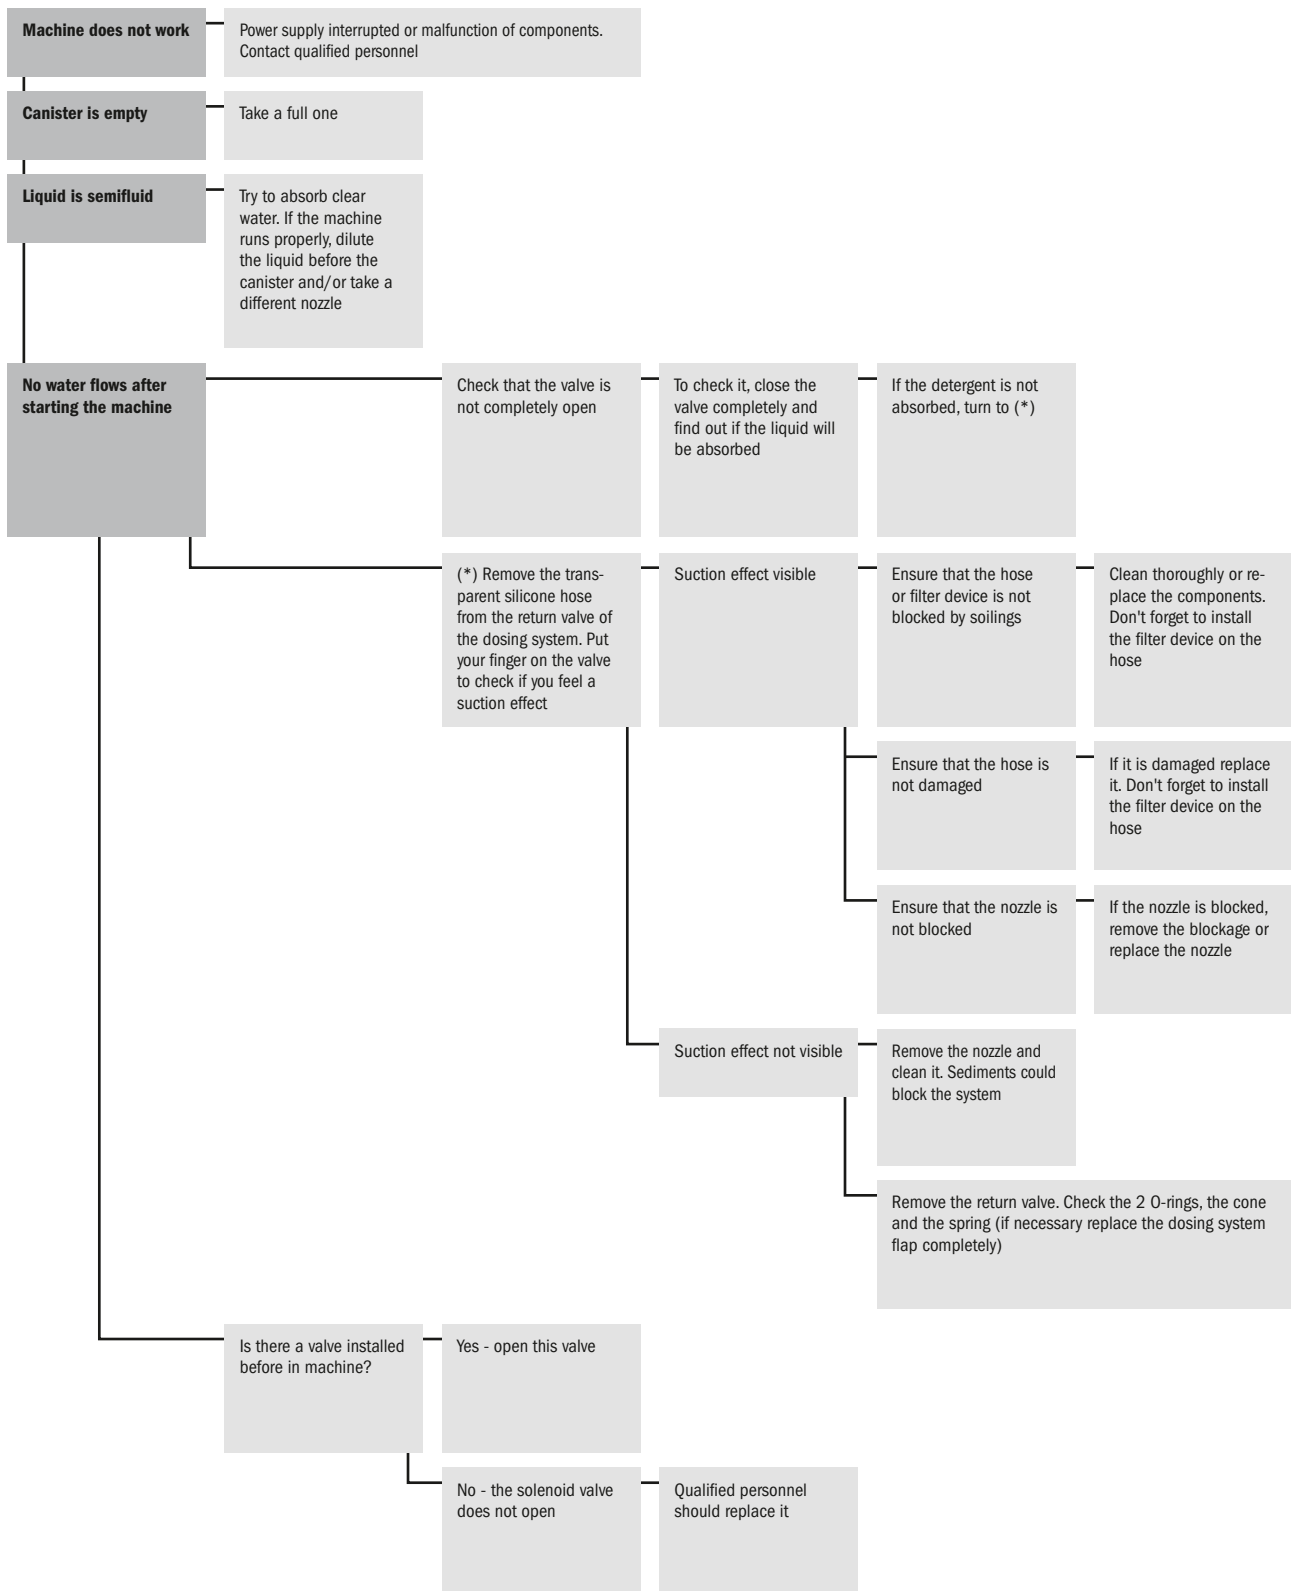 Machine does not work
Power supply interrupted or malfunction of components.
Contact qualified personnel
Canister is empty
Take a full one
Liquid is semifluid
Try to absorb clear
water. If the machine
runs properly, dilute
the liquid before the
canister and/or take a
different nozzle
No water flows after
starting the machine
Check that the valve is
not completely open
To check it, close the
valve completely and
find out if the liquid will
be absorbed
If the detergent is not
absorbed, turn to (*)
(*) Remove the trans-
parent silicone hose
from the return valve of
the dosing system. Put
your finger on the valve
to check if you feel a
suction effect
Suction effect visible
Ensure that the hose
or filter device is not
blocked by soilings
Clean thoroughly or re-
place the components.
Don't forget to install
the filter device on the
hose
Ensure that the hose is
not damaged
If it is damaged replace
it. Don't forget to install
the filter device on the
hose
Ensure that the nozzle is
not blocked
If the nozzle is blocked,
remove the blockage or
replace the nozzle
Suction effect not visible
Remove the nozzle and
clean it. Sediments could
block the system
Remove the return valve. Check the 2 O-rings, the cone
and the spring (if necessary replace the dosing system
flap completely)
Is there a valve installed
before in machine?
Yes - open this valve
No - the solenoid valve
does not open
Qualified personnel
should replace it